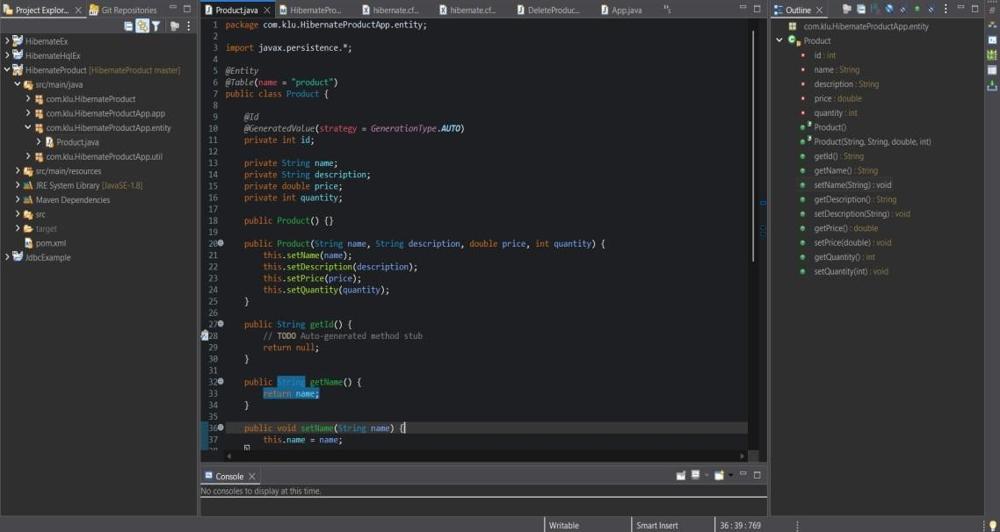 Project Explor...
Git Repositories
HibernateEx
HibernateHqlEx
HibernateProduct [HibernateProduct master]
src/main/java
com.klu.HibernateProduct
com.klu.HibernateProductApp.app
com.klu.HibernateProductApp.entity
Product.java
com.klu.HibernateProductApp.util
src/main/resources
JRE System Library [JavaSE-1.8]
Maven Dependencies
src
target
pom.xml
JdbcExample
Product.java
HibernatePro...
hibernate.cf...
hibernate.cf...
DeleteProduc...
App.java
»5
1 package com.klu.HibernateProductApp.entity;
2
3 import javax.persistence.*;
4
5 @Entity
6 @Table(name = "product")
7 public class Product {
8
9 @Id
10 @GeneratedValue(strategy = GenerationType.AUTO)
11 private int id;
12
13 private String name;
14 private String description;
15 private double price;
16 private int quantity;
17
18 public Product() {}
19
20 public Product(String name, String description, double price, int quantity) {
21 this.setName(name);
22 this.setDescription(description);
23 this.setPrice(price);
24 this.setQuantity(quantity);
25 }
26
27 public String getId() {
28 // TODO Auto-generated method stub
29 return null;
30 }
31
32 public String getName() {
33 return name;
34 }
35
36 public void setName(String name) {
37 this.name = name;
Console
No consoles to display at this time.
Outline
com.klu.HibernateProductApp.entity
Product
id : int
name : String
description : String
price : double
quantity : int
Product()
Product(String, String, double, int)
getId() : String
getName() : String
setName(String) : void
getDescription() : String
setDescription(String) : void
getPrice() : double
setPrice(double) : void
getQuantity() : int
setQuantity(int) : void
Writable
Smart Insert
36 : 39 : 769